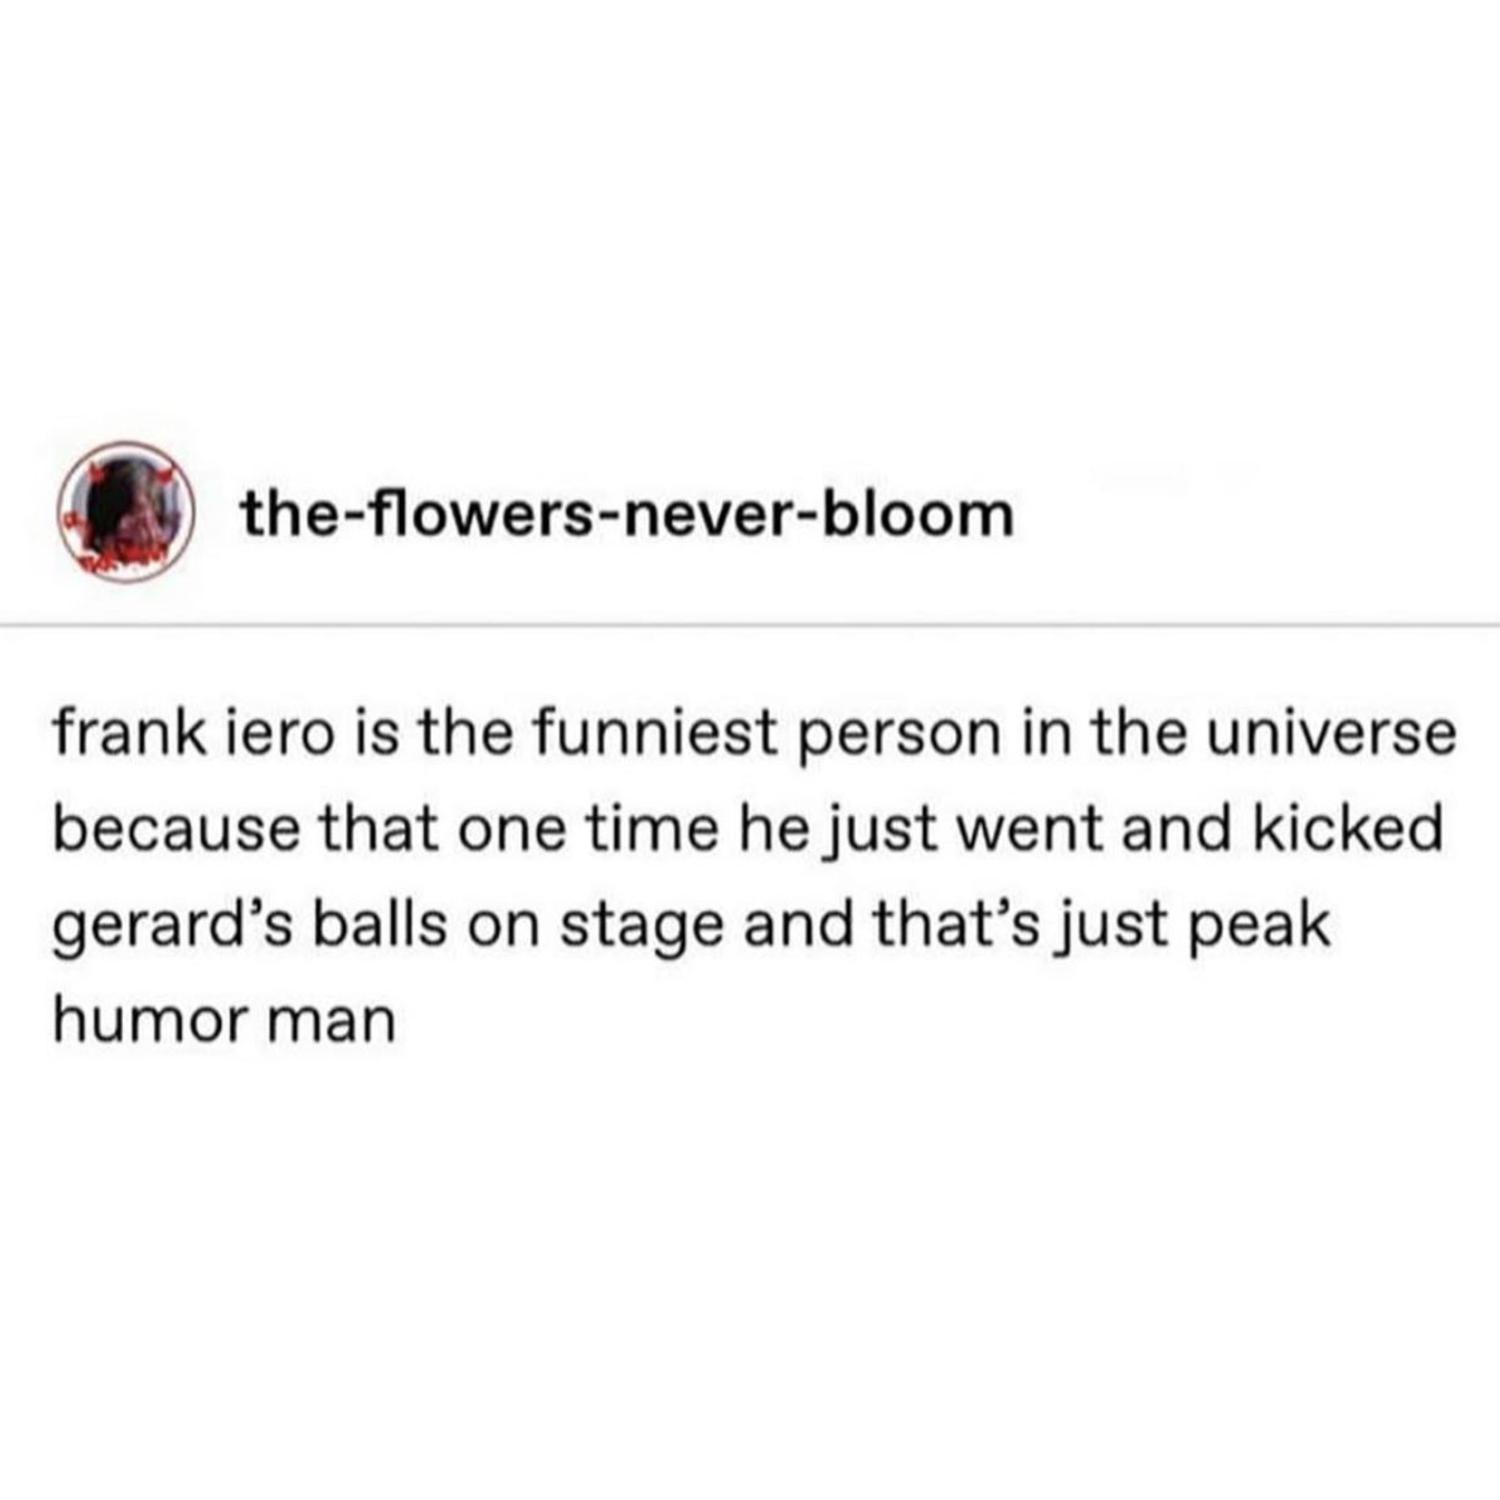 the-flowers-never-bloom
frank iero is the funniest person in the universe
because that one time he just went and kicked
gerard’s balls on stage and that’s just peak
humor man